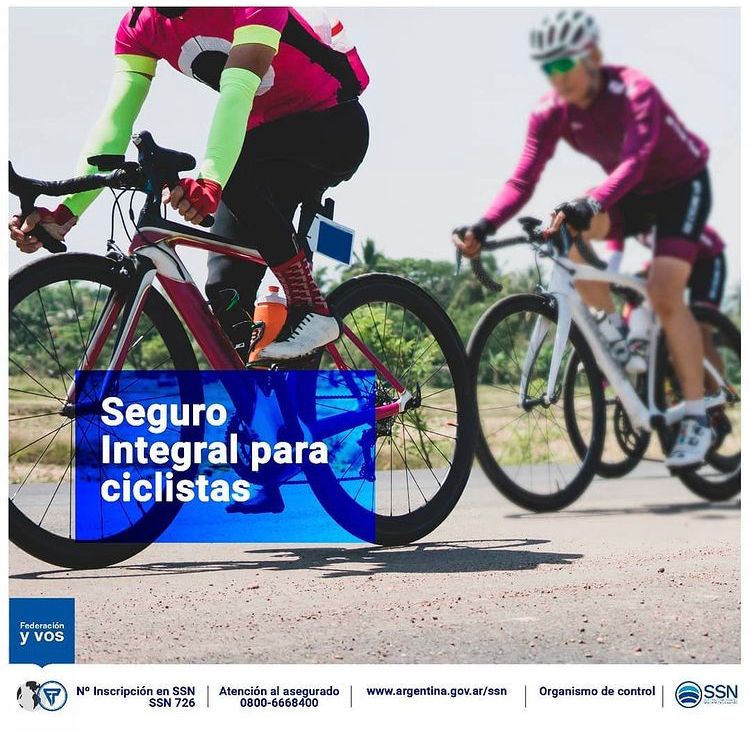 Seguro
Integral para
ciclistas
Federación
y vos
Nº Inscripción en SSN
SSN 726
Atención al asegurado
0800-6668400
www.argentina.gov.ar/ssn
Organismo de control
SSN